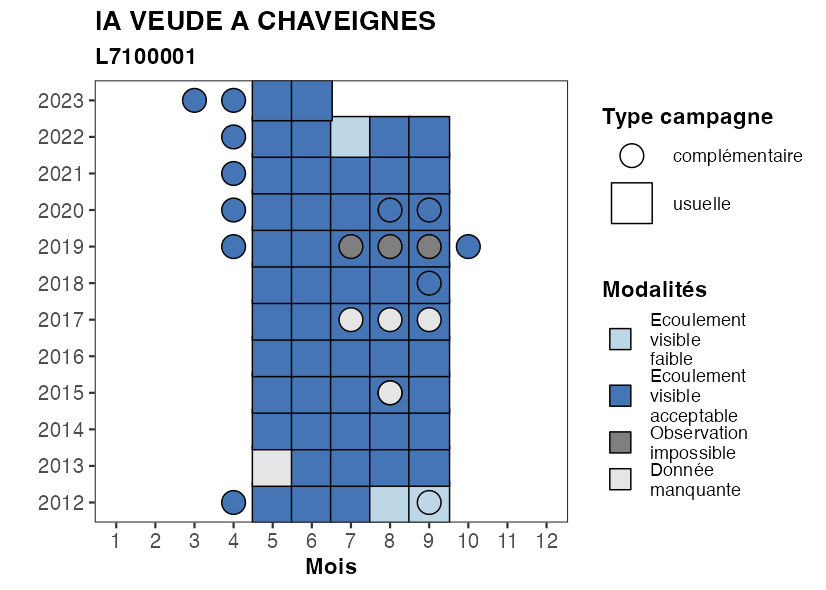 IA VEUDE A CHAVEIGNES
L7100001
2023
2022
2021
2020
2019
2018
2017
2016
2015
2014
2013
2012
1 2 3 4 5 6 7 8 9 10 11 12
Mois
Type campagne
complémentaire
usuelle
Modalités
Ecoulement
visible
faible
Ecoulement
visible
acceptable
Observation
impossible
Donnée
manquante